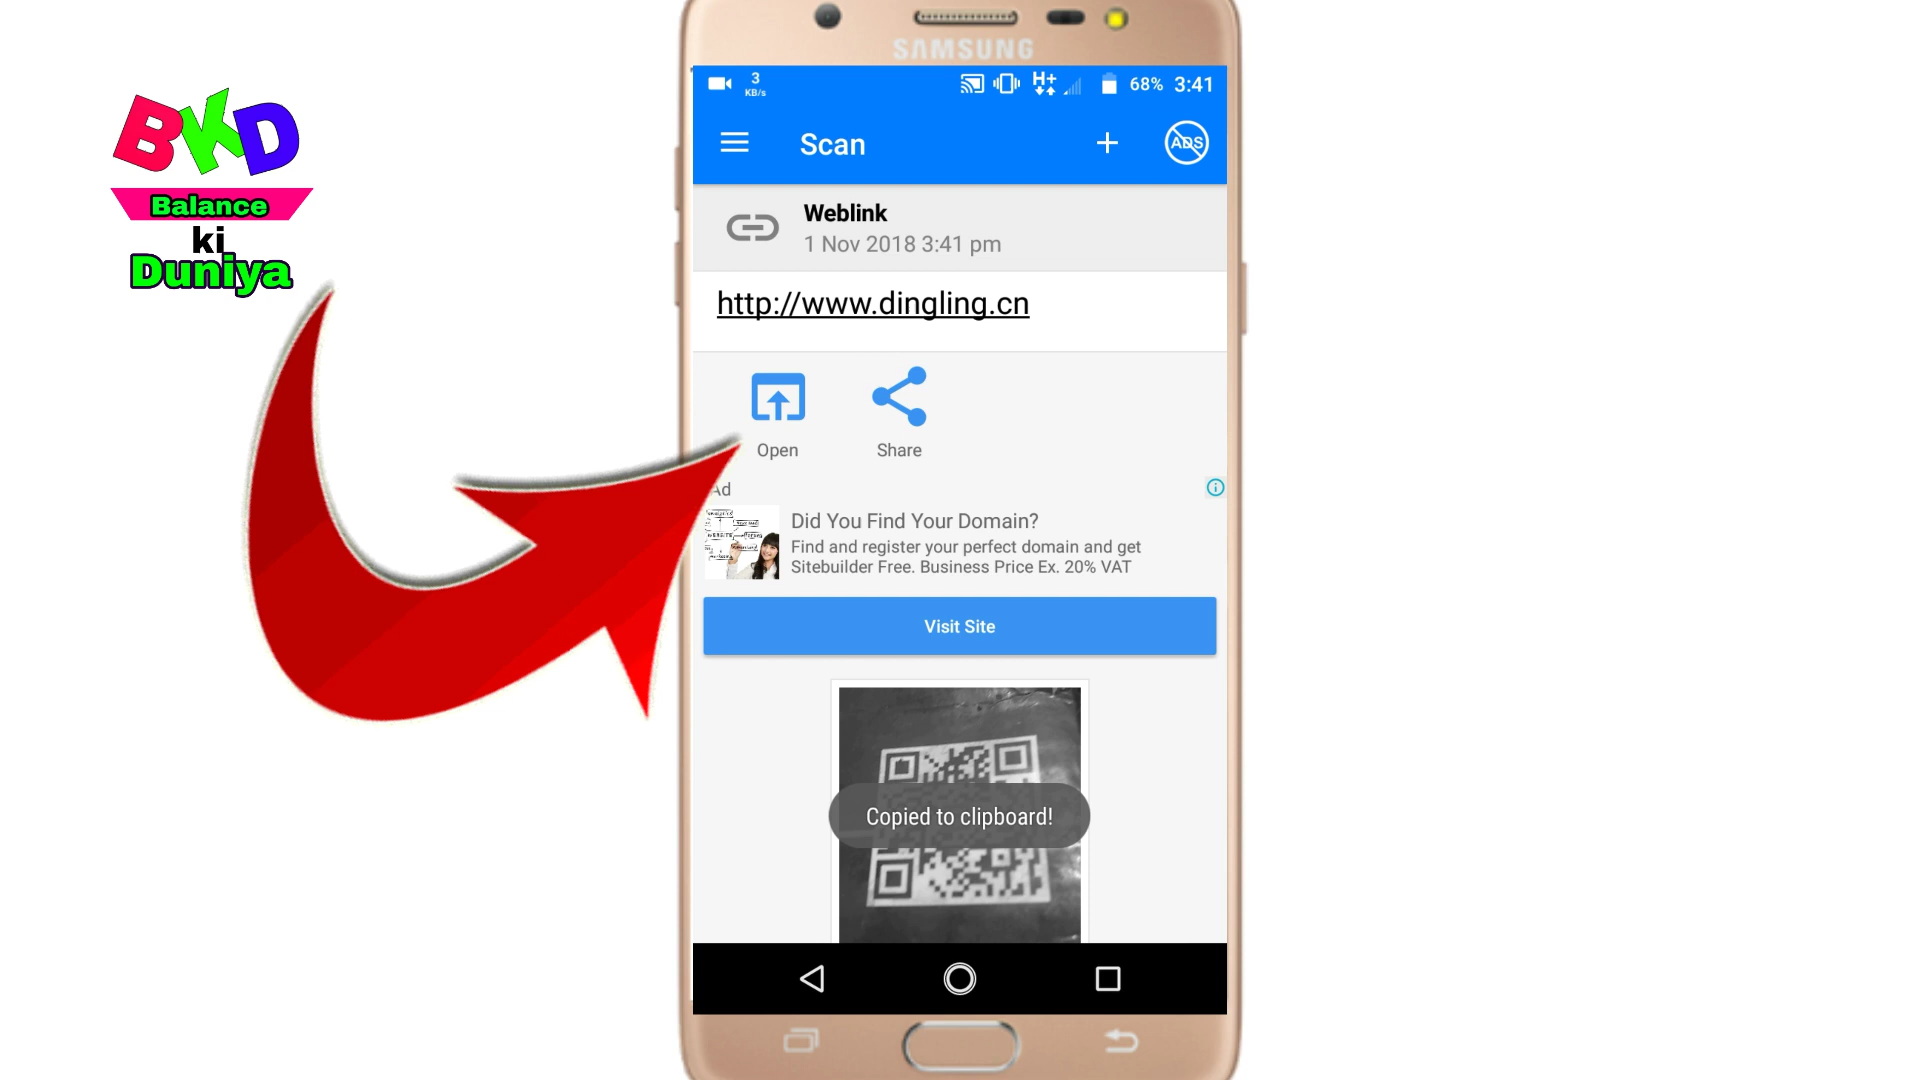 BKD
Balance
ki
Duniya
SAMSUNG
3
KB/s
H+
68% 3:41
Scan
ADS
Weblink
1 Nov 2018 3:41 pm
http://www.dingling.cn
Open
Share
Ad
Did You Find Your Domain?
Find and register your perfect domain and get
Sitebuilder Free. Business Price Ex. 20% VAT
Visit Site
Copied to clipboard!